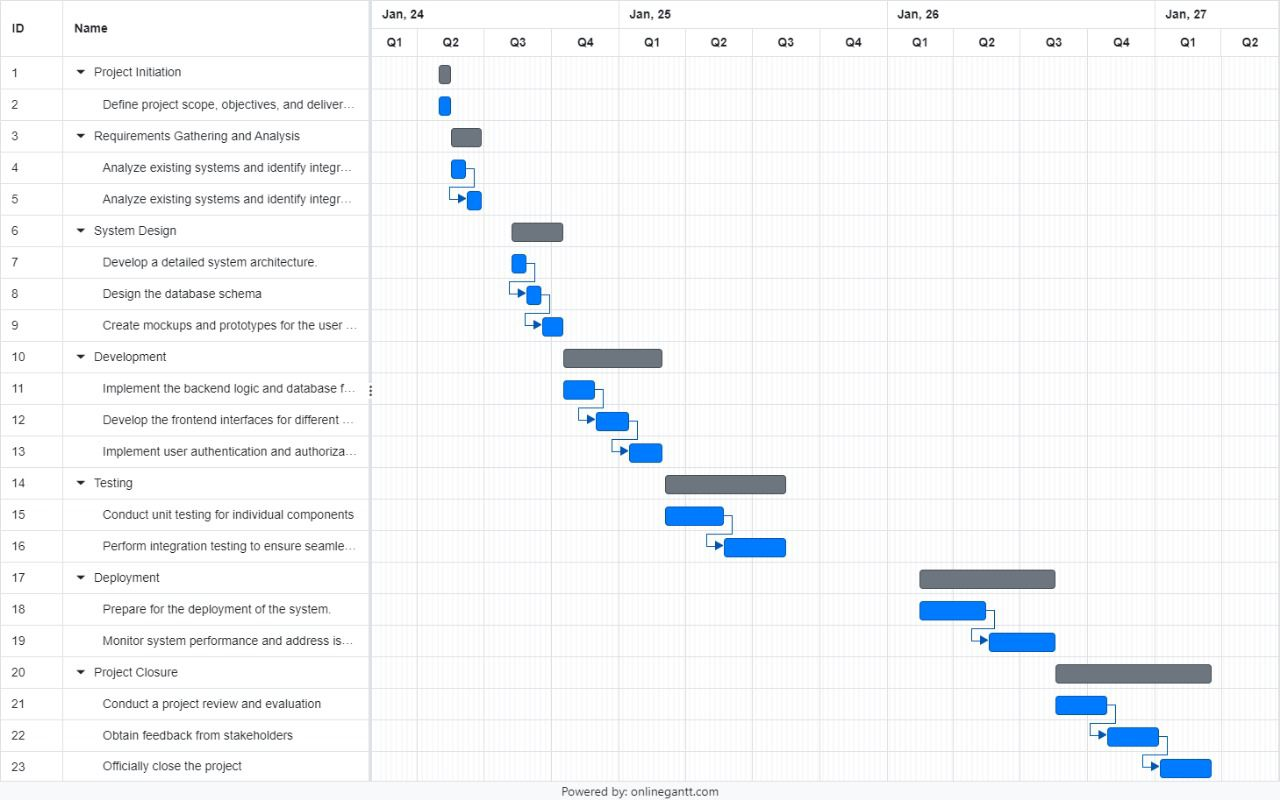 Jan, 24 Jan, 25 Jan, 26 Jan, 27
ID Name
Q1 Q2 Q3 Q4 Q1 Q2 Q3 Q4 Q1 Q2 Q3 Q4 Q1 Q2
1 Project Initiation
2 Define project scope, objectives, and deliver...
3 Requirements Gathering and Analysis
4 Analyze existing systems and identify integr...
5 Analyze existing systems and identify integr...
6 System Design
7 Develop a detailed system architecture.
8 Design the database schema
9 Create mockups and prototypes for the user ...
10 Development
11 Implement the backend logic and database f...
12 Develop the frontend interfaces for different ...
13 Implement user authentication and authoriza...
14 Testing
15 Conduct unit testing for individual components
16 Perform integration testing to ensure seamle...
17 Deployment
18 Prepare for the deployment of the system.
19 Monitor system performance and address is...
20 Project Closure
21 Conduct a project review and evaluation
22 Obtain feedback from stakeholders
23 Officially close the project
Powered by: onlinegantt.com